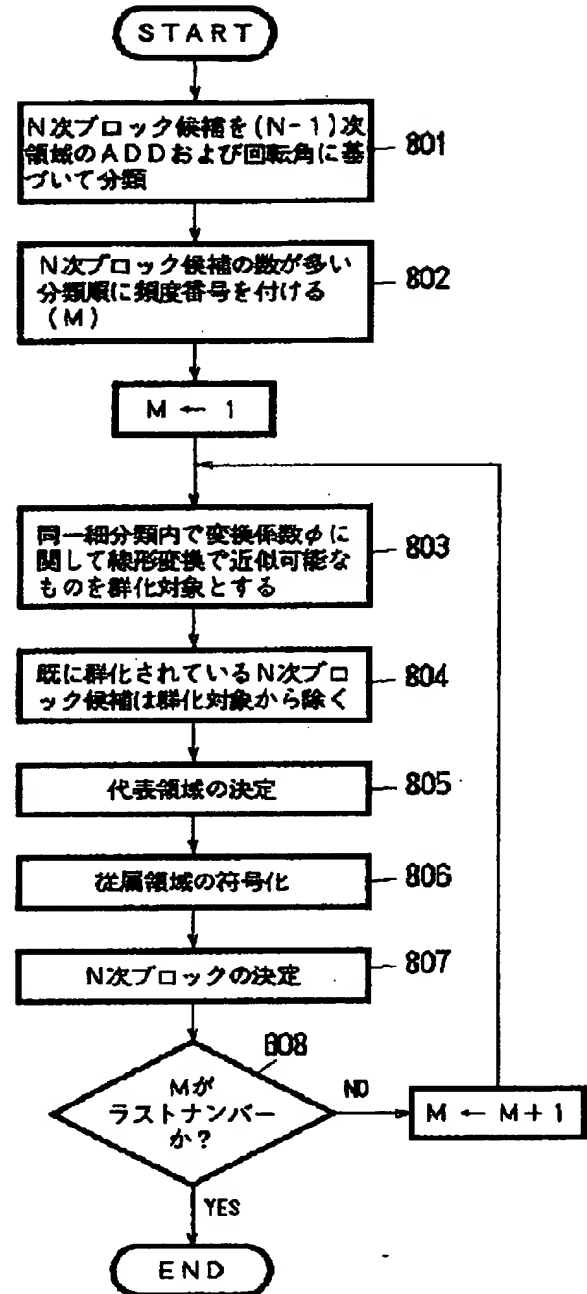 START
N次ブロック候補を(N-1)次
領域のADDおよび回転角に基
づいて分類
801
N次ブロック候補の数が多い
分類順に頻度番号を付ける
(M)
802
M ← 1
同一細分類内で変換係数φに
関して線形変換で近似可能な
ものを群化対象とする
803
既に群化されているN次ブロ
ック候補は群化対象から除く
804
代表領域の決定
805
従属領域の符号化
806
N次ブロックの決定
807
808
Mが
ラストナンバー
か?
NO
M ← M+1
YES
END